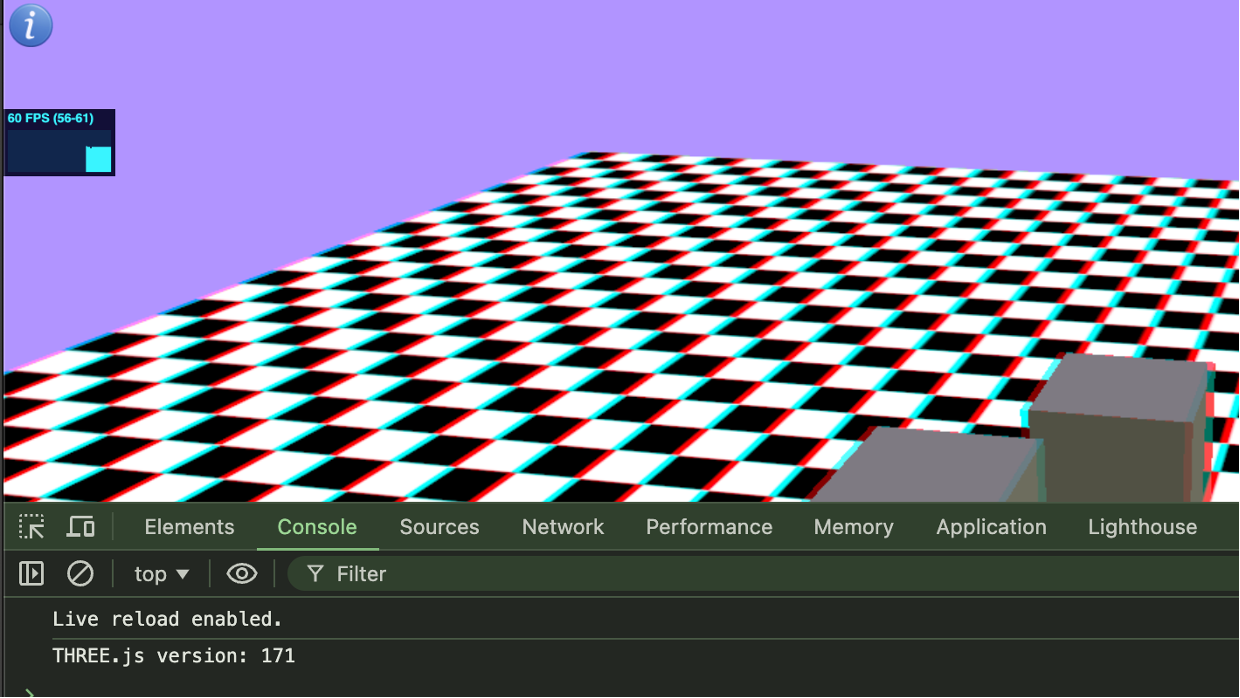 i
60 FPS (56-61)
Elements Console Sources Network Performance Memory Application Lighthouse
top Filter
Live reload enabled.
THREE.js version: 171